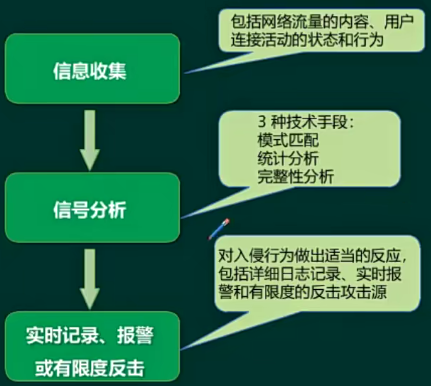 包括网络流量的内容、用户
连接活动的状态和行为
信息收集
3 种技术手段：
模式匹配
统计分析
完整性分析
信号分析
对入侵行为做出适当的反应，
包括详细日志记录、实时报
警和有限度的反击攻击源
实时记录、报警
或有限度反击